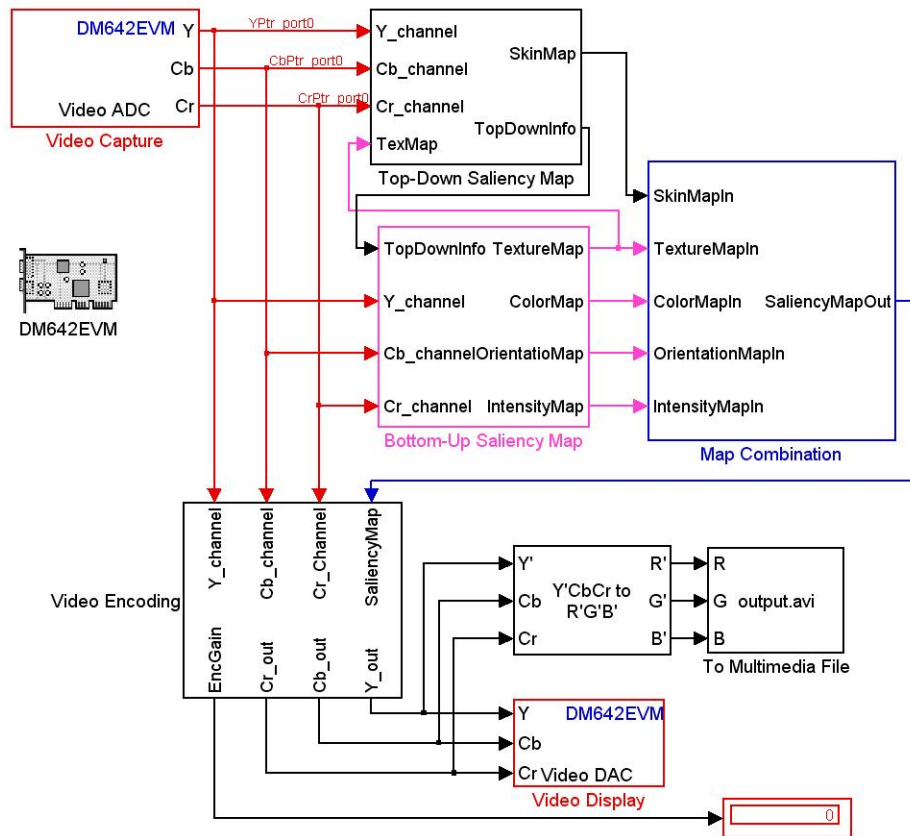 DM642EVM
Y
Cb
Cr
Video ADC
Video Capture
YPtr_port0
CbPtr_port0
CrPtr_port0
Y_channel
Cb_channel
Cr_channel
TexMap
SkinMap
TopDownInfo
Top-Down Saliency Map
DM642EVM
TopDownInfo
Y_channel
Cb_channel
Cr_channel
TextureMap
ColorMap
OrientatioMap
IntensityMap
Bottom-Up Saliency Map
SkinMapIn
TextureMapIn
ColorMapIn
OrientationMapIn
IntensityMapIn
SaliencyMapOut
Map Combination
Video Encoding
Y_channel
Cb_channel
Cr_Channel
SaliencyMap
EncGain
Cr_out
Cb_out
Y_out
Y'
Cb
Cr
Y'CbCr to
R'G'B'
R'
G'
B'
R
G
B
output.avi
To Multimedia File
DM642EVM
Y
Cb
Cr
Video DAC
Video Display
0